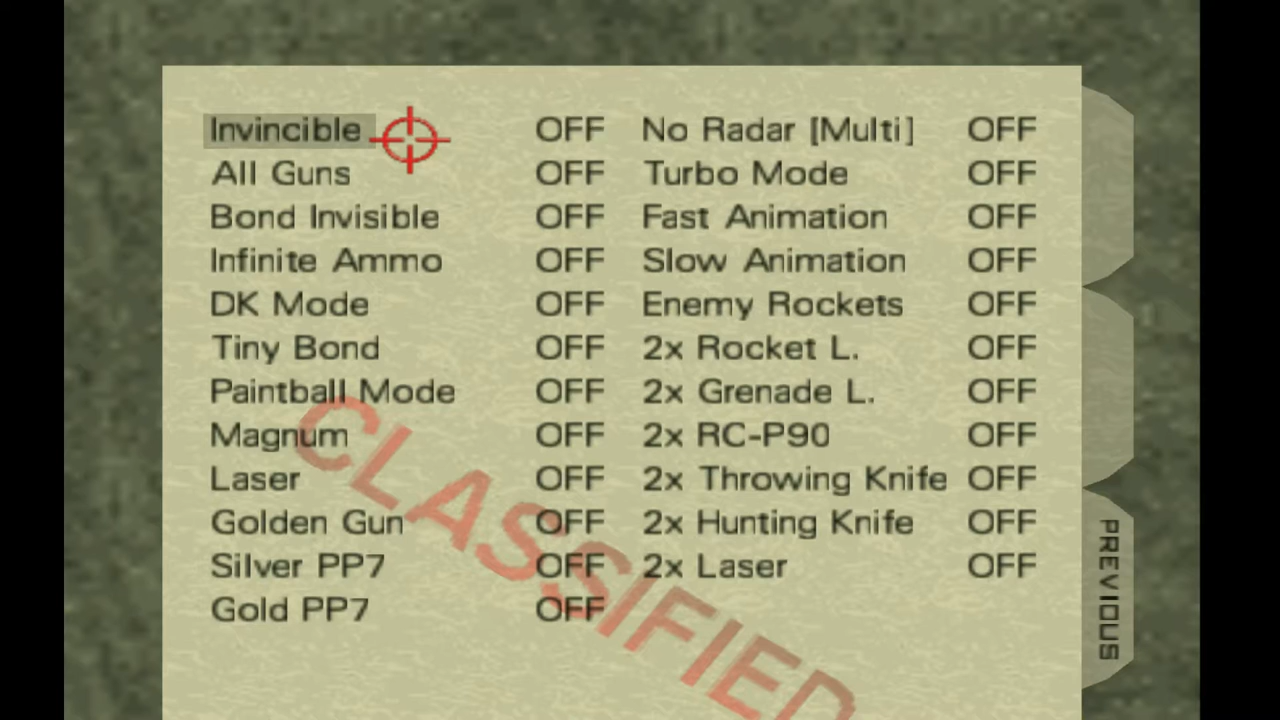 Invincible OFF No Radar [Multi] OFF
All Guns OFF Turbo Mode OFF
Bond Invisible OFF Fast Animation OFF
Infinite Ammo OFF Slow Animation OFF
DK Mode OFF Enemy Rockets OFF
Tiny Bond OFF 2x Rocket L. OFF
Paintball Mode OFF 2x Grenade L. OFF
Magnum OFF 2x RC-P90 OFF
Laser OFF 2x Throwing Knife OFF
Golden Gun OFF 2x Hunting Knife OFF
Silver PP7 OFF 2x Laser OFF
Gold PP7 OFF
CLASSIFIED
PREVIOUS